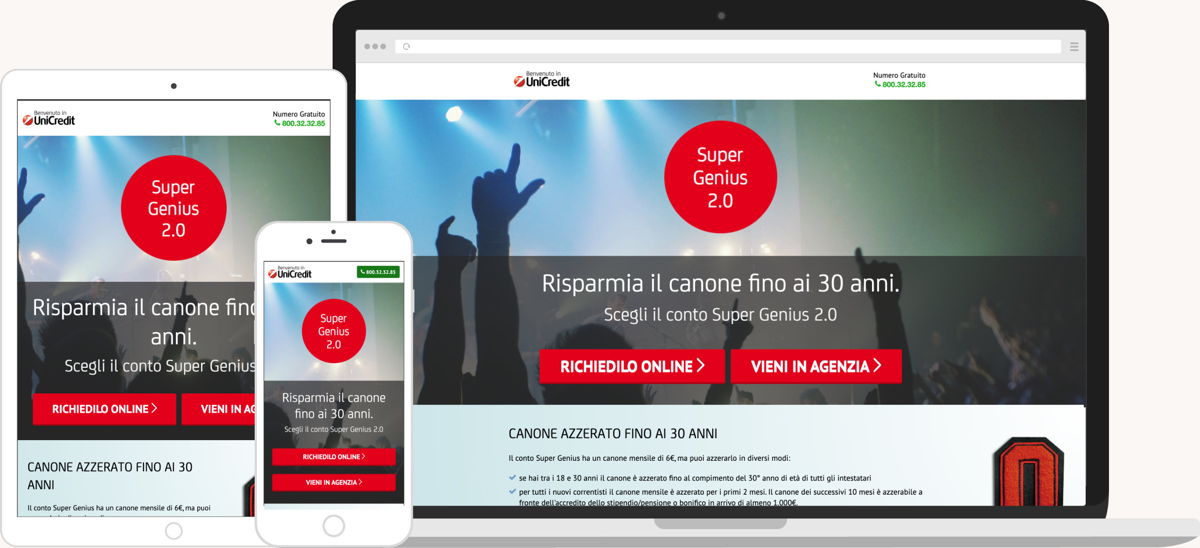 Benvenuto in
UniCredit
Numero Gratuito
800.32.32.85
Super
Genius
2.0
Risparmia il canone fino
anni.
Scegli il conto Super Genius
RICHIEDILO ONLINE
VIENI IN AG
CANONE AZZERATO FINO AI 30
ANNI
Il conto Super Genius ha un canone mensile di 6€, ma puoi
Benvenuto in
UniCredit
800.32.32.85
Super
Genius
2.0
Risparmia il canone
fino ai 30 anni.
Scegli il conto Super Genius 2.0
RICHIEDILO ONLINE
VIENI IN AGENZIA
Benvenuto in
UniCredit
Numero Gratuito
800.32.32.85
Super
Genius
2.0
Risparmia il canone fino ai 30 anni.
Scegli il conto Super Genius 2.0
RICHIEDILO ONLINE
VIENI IN AGENZIA
CANONE AZZERATO FINO AI 30 ANNI
Il conto Super Genius ha un canone mensile di 6€, ma puoi azzerarlo in diversi modi:
se hai tra i 18 e 30 anni il canone è azzerato fino al compimento del 30° anno di età di tutti gli intestatari
per tutti i nuovi correntisti il canone mensile è azzerato per i primi 2 mesi. Il canone dei successivi 10 mesi è azzerabile a
fronte dell'accredito dello stipendio/pensione o bonifico in arrivo di almeno 1.000€.